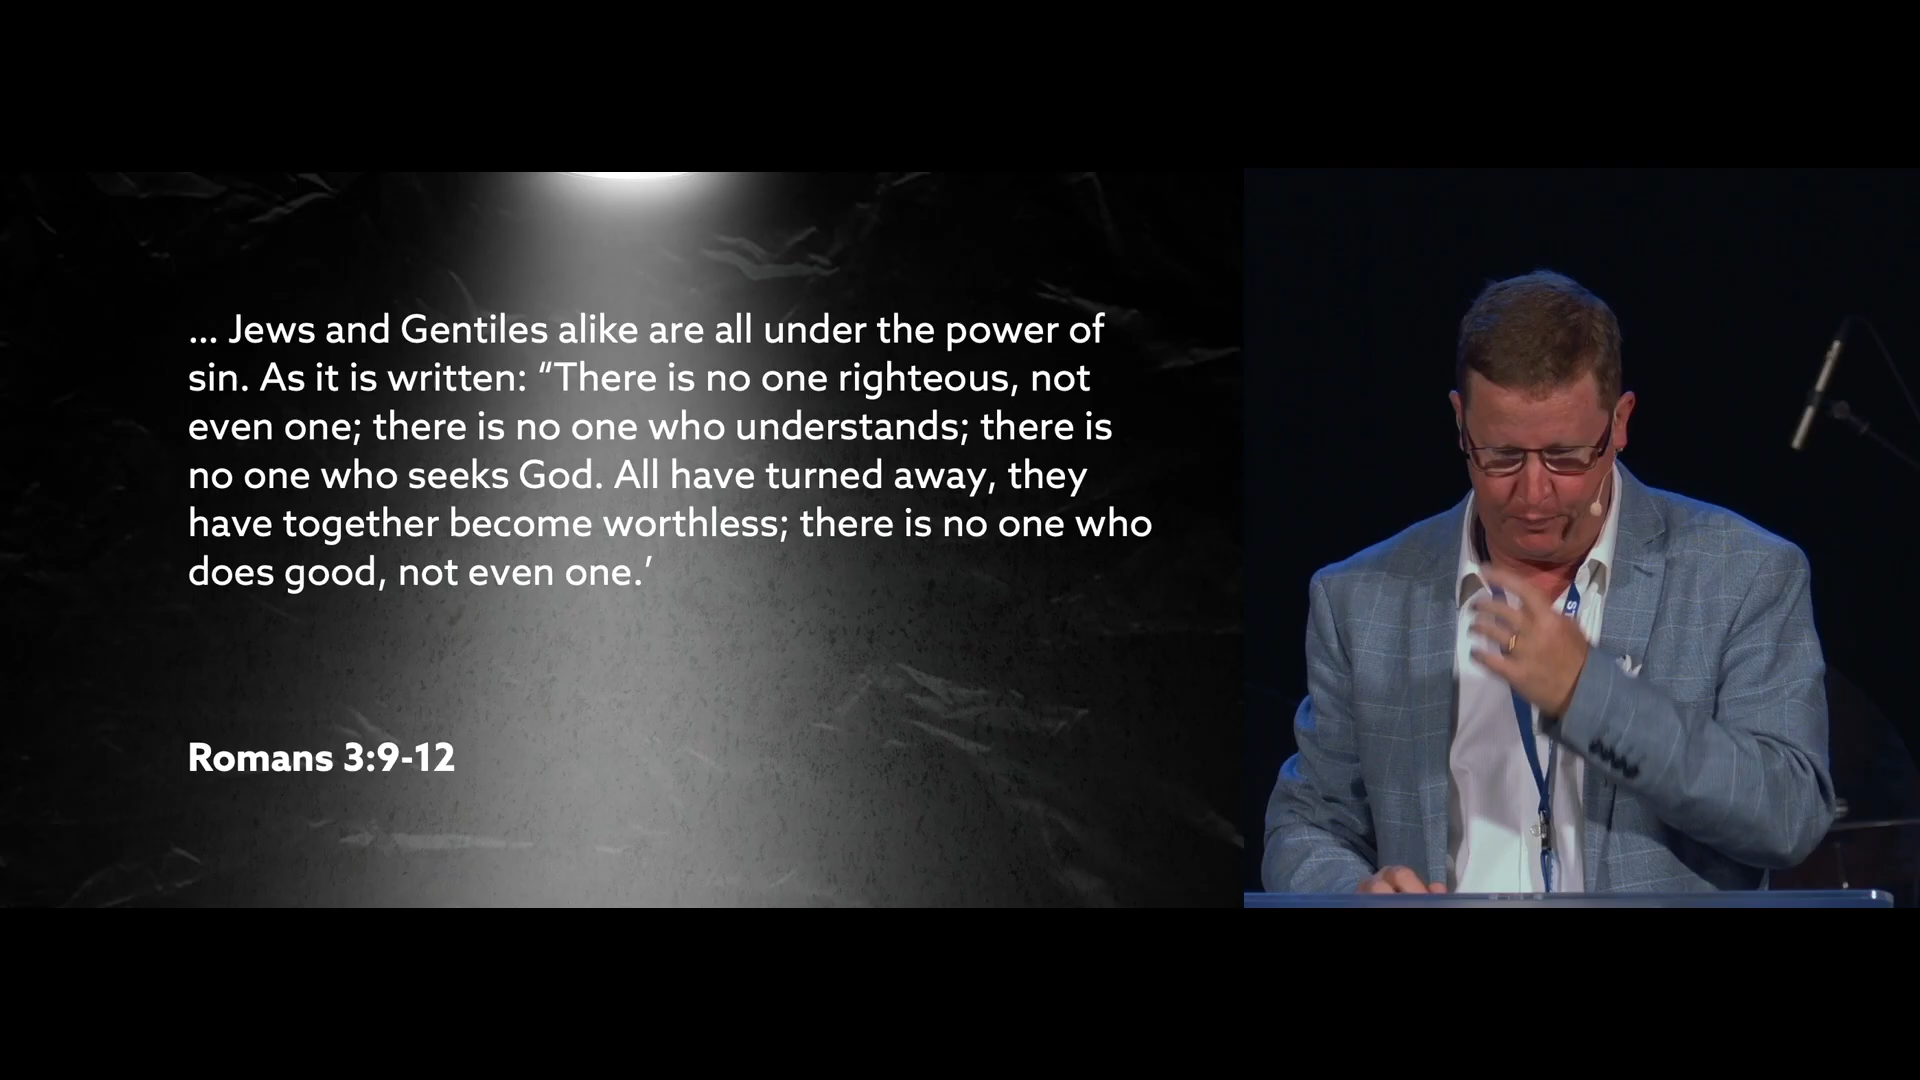 ... Jews and Gentiles alike are all under the power of
sin. As it is written: “There is no one righteous, not
even one; there is no one who understands; there is
no one who seeks God. All have turned away, they
have together become worthless; there is no one who
does good, not even one.’
Romans 3:9-12
ST